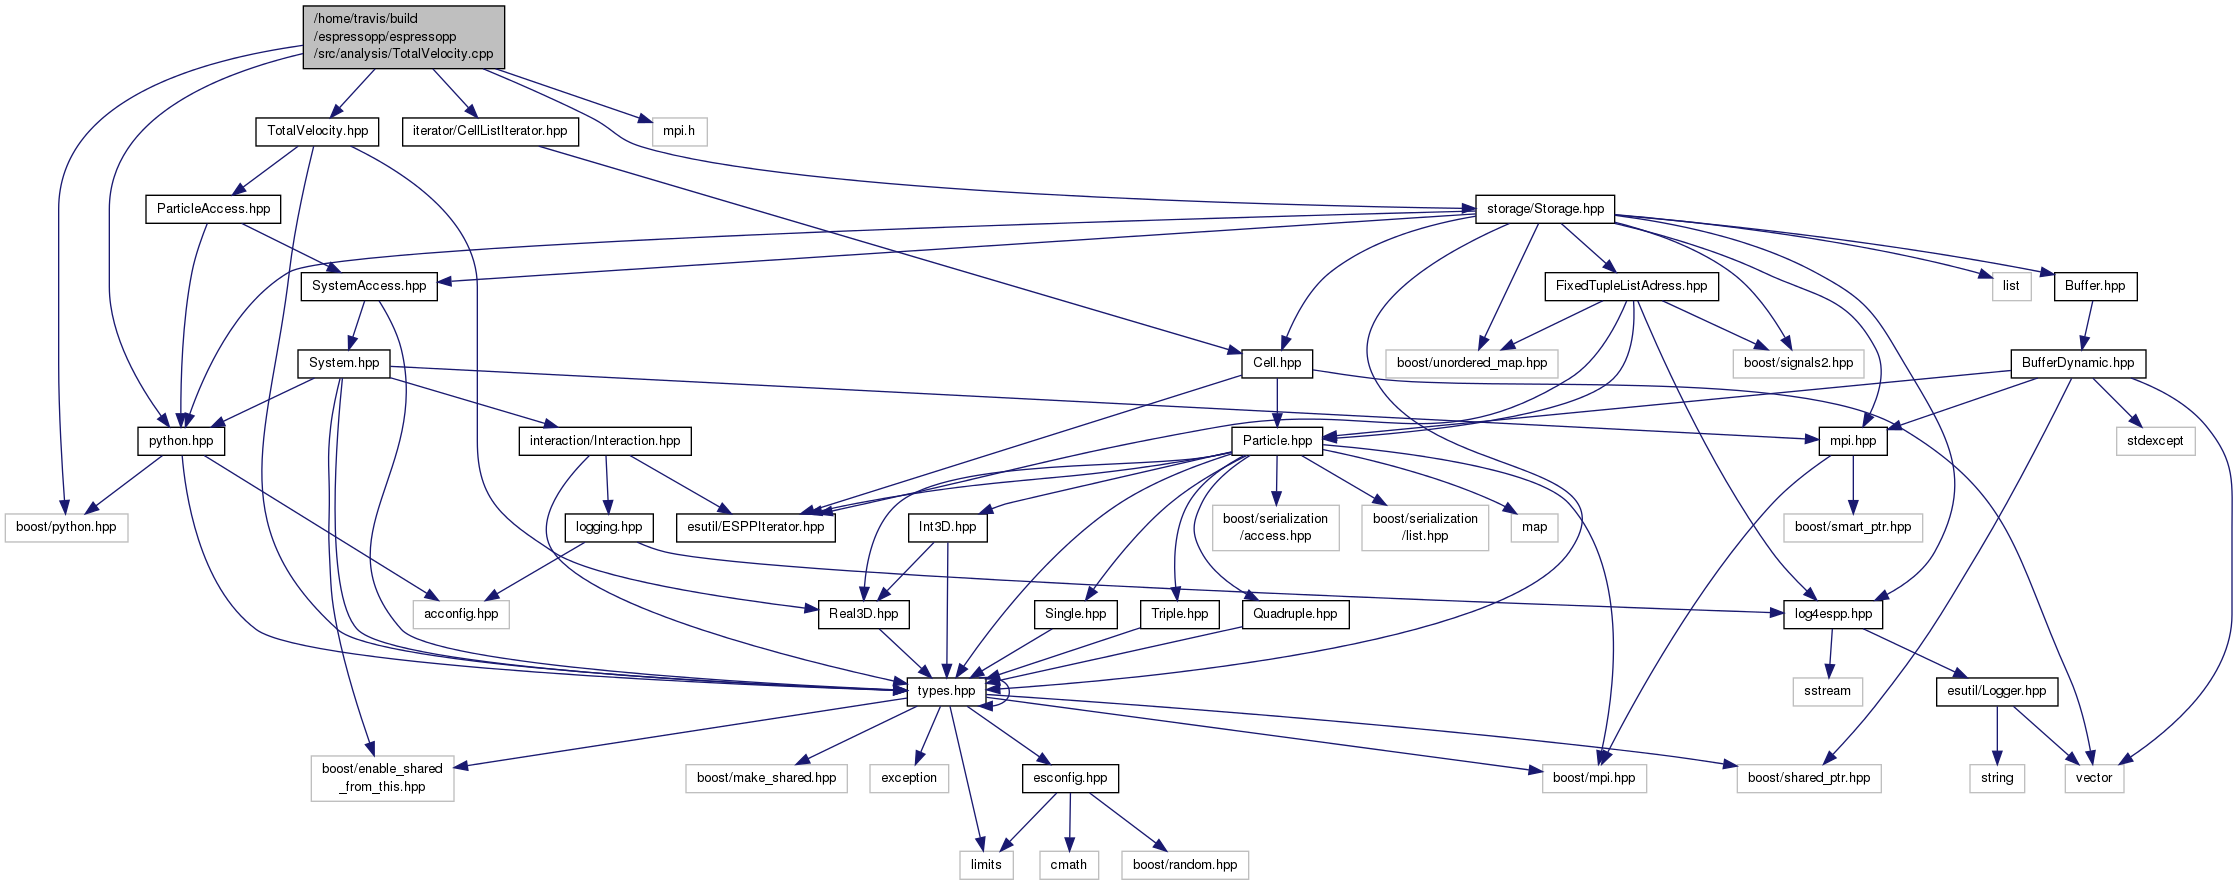 /home/travis/build
/espressopp/espressopp
/src/analysis/TotalVelocity.cpp
TotalVelocity.hpp
iterator/CellListIterator.hpp
mpi.h
ParticleAccess.hpp
storage/Storage.hpp
SystemAccess.hpp
FixedTupleListAdress.hpp
list
Buffer.hpp
System.hpp
Cell.hpp
boost/unordered_map.hpp
boost/signals2.hpp
BufferDynamic.hpp
python.hpp
interaction/Interaction.hpp
Particle.hpp
mpi.hpp
stdexcept
boost/python.hpp
logging.hpp
esutil/ESPPIterator.hpp
Int3D.hpp
boost/serialization
/access.hpp
boost/serialization
/list.hpp
map
boost/smart_ptr.hpp
acconfig.hpp
Real3D.hpp
Single.hpp
Triple.hpp
Quadruple.hpp
log4espp.hpp
types.hpp
sstream
esutil/Logger.hpp
boost/enable_shared
_from_this.hpp
boost/make_shared.hpp
exception
esconfig.hpp
boost/mpi.hpp
boost/shared_ptr.hpp
string
vector
limits
cmath
boost/random.hpp